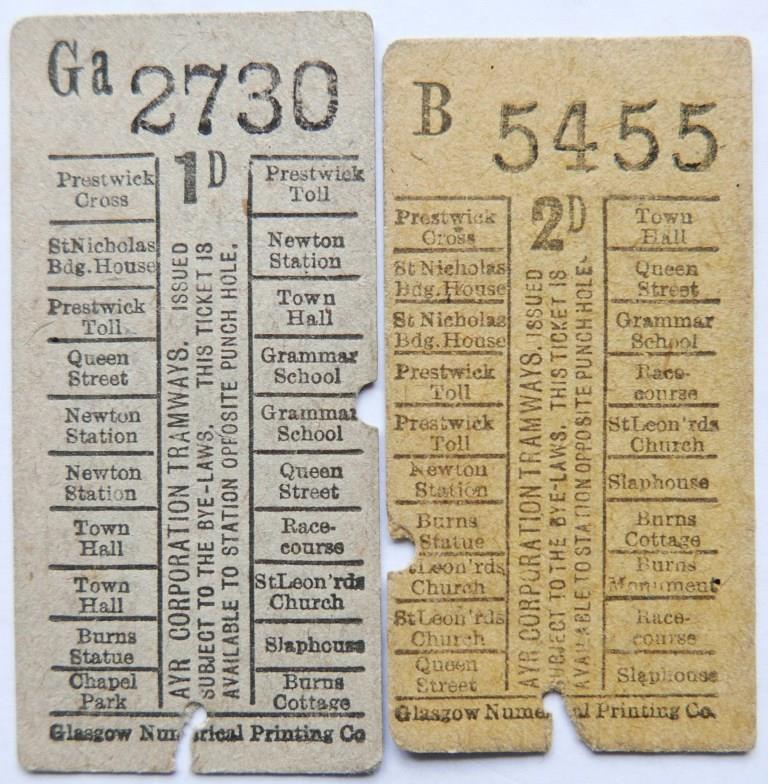 Ga 2730
1D
Prestwick
Cross
St Nicholas
Bdg. House
Prestwick
Toll
Queen
Street
Newton
Station
Newton
Station
Town
Hall
Town
Hall
Burns
Statue
Chapel
Park
AYR CORPORATION TRAMWAYS. ISSUED
SUBJECT TO THE BYE-LAWS. THIS TICKET IS
AVAILABLE TO STATION OPPOSITE PUNCH HOLE.
Prestwick
Toll
Newton
Station
Town
Hall
Grammar
School
Grammar
School
Queen
Street
Race-
course
St Leon'rds
Church
Slaphouse
Burns
Cottage
Glasgow Numerical Printing Co
B 5455
2D
Prestwick
Cross
St Nicholas
Bdg. House
St Nicholas
Bdg. House
Prestwick
Toll
Prestwick
Toll
Newton
Station
Burns
Statue
St Leon'rds
Church
St Leon'rds
Church
Queen
Street
AYR CORPORATION TRAMWAYS. ISSUED
SUBJECT TO THE BYE-LAWS. THIS TICKET IS
AVAILABLE TO STATION OPPOSITE PUNCH HOLE.
Town
Hall
Queen
Street
Grammar
School
Race-
course
St Leon'rds
Church
Slaphouse
Burns
Cottage
Burns
Monument
Race-
course
Slaphouse
Glasgow Numerical Printing Co.